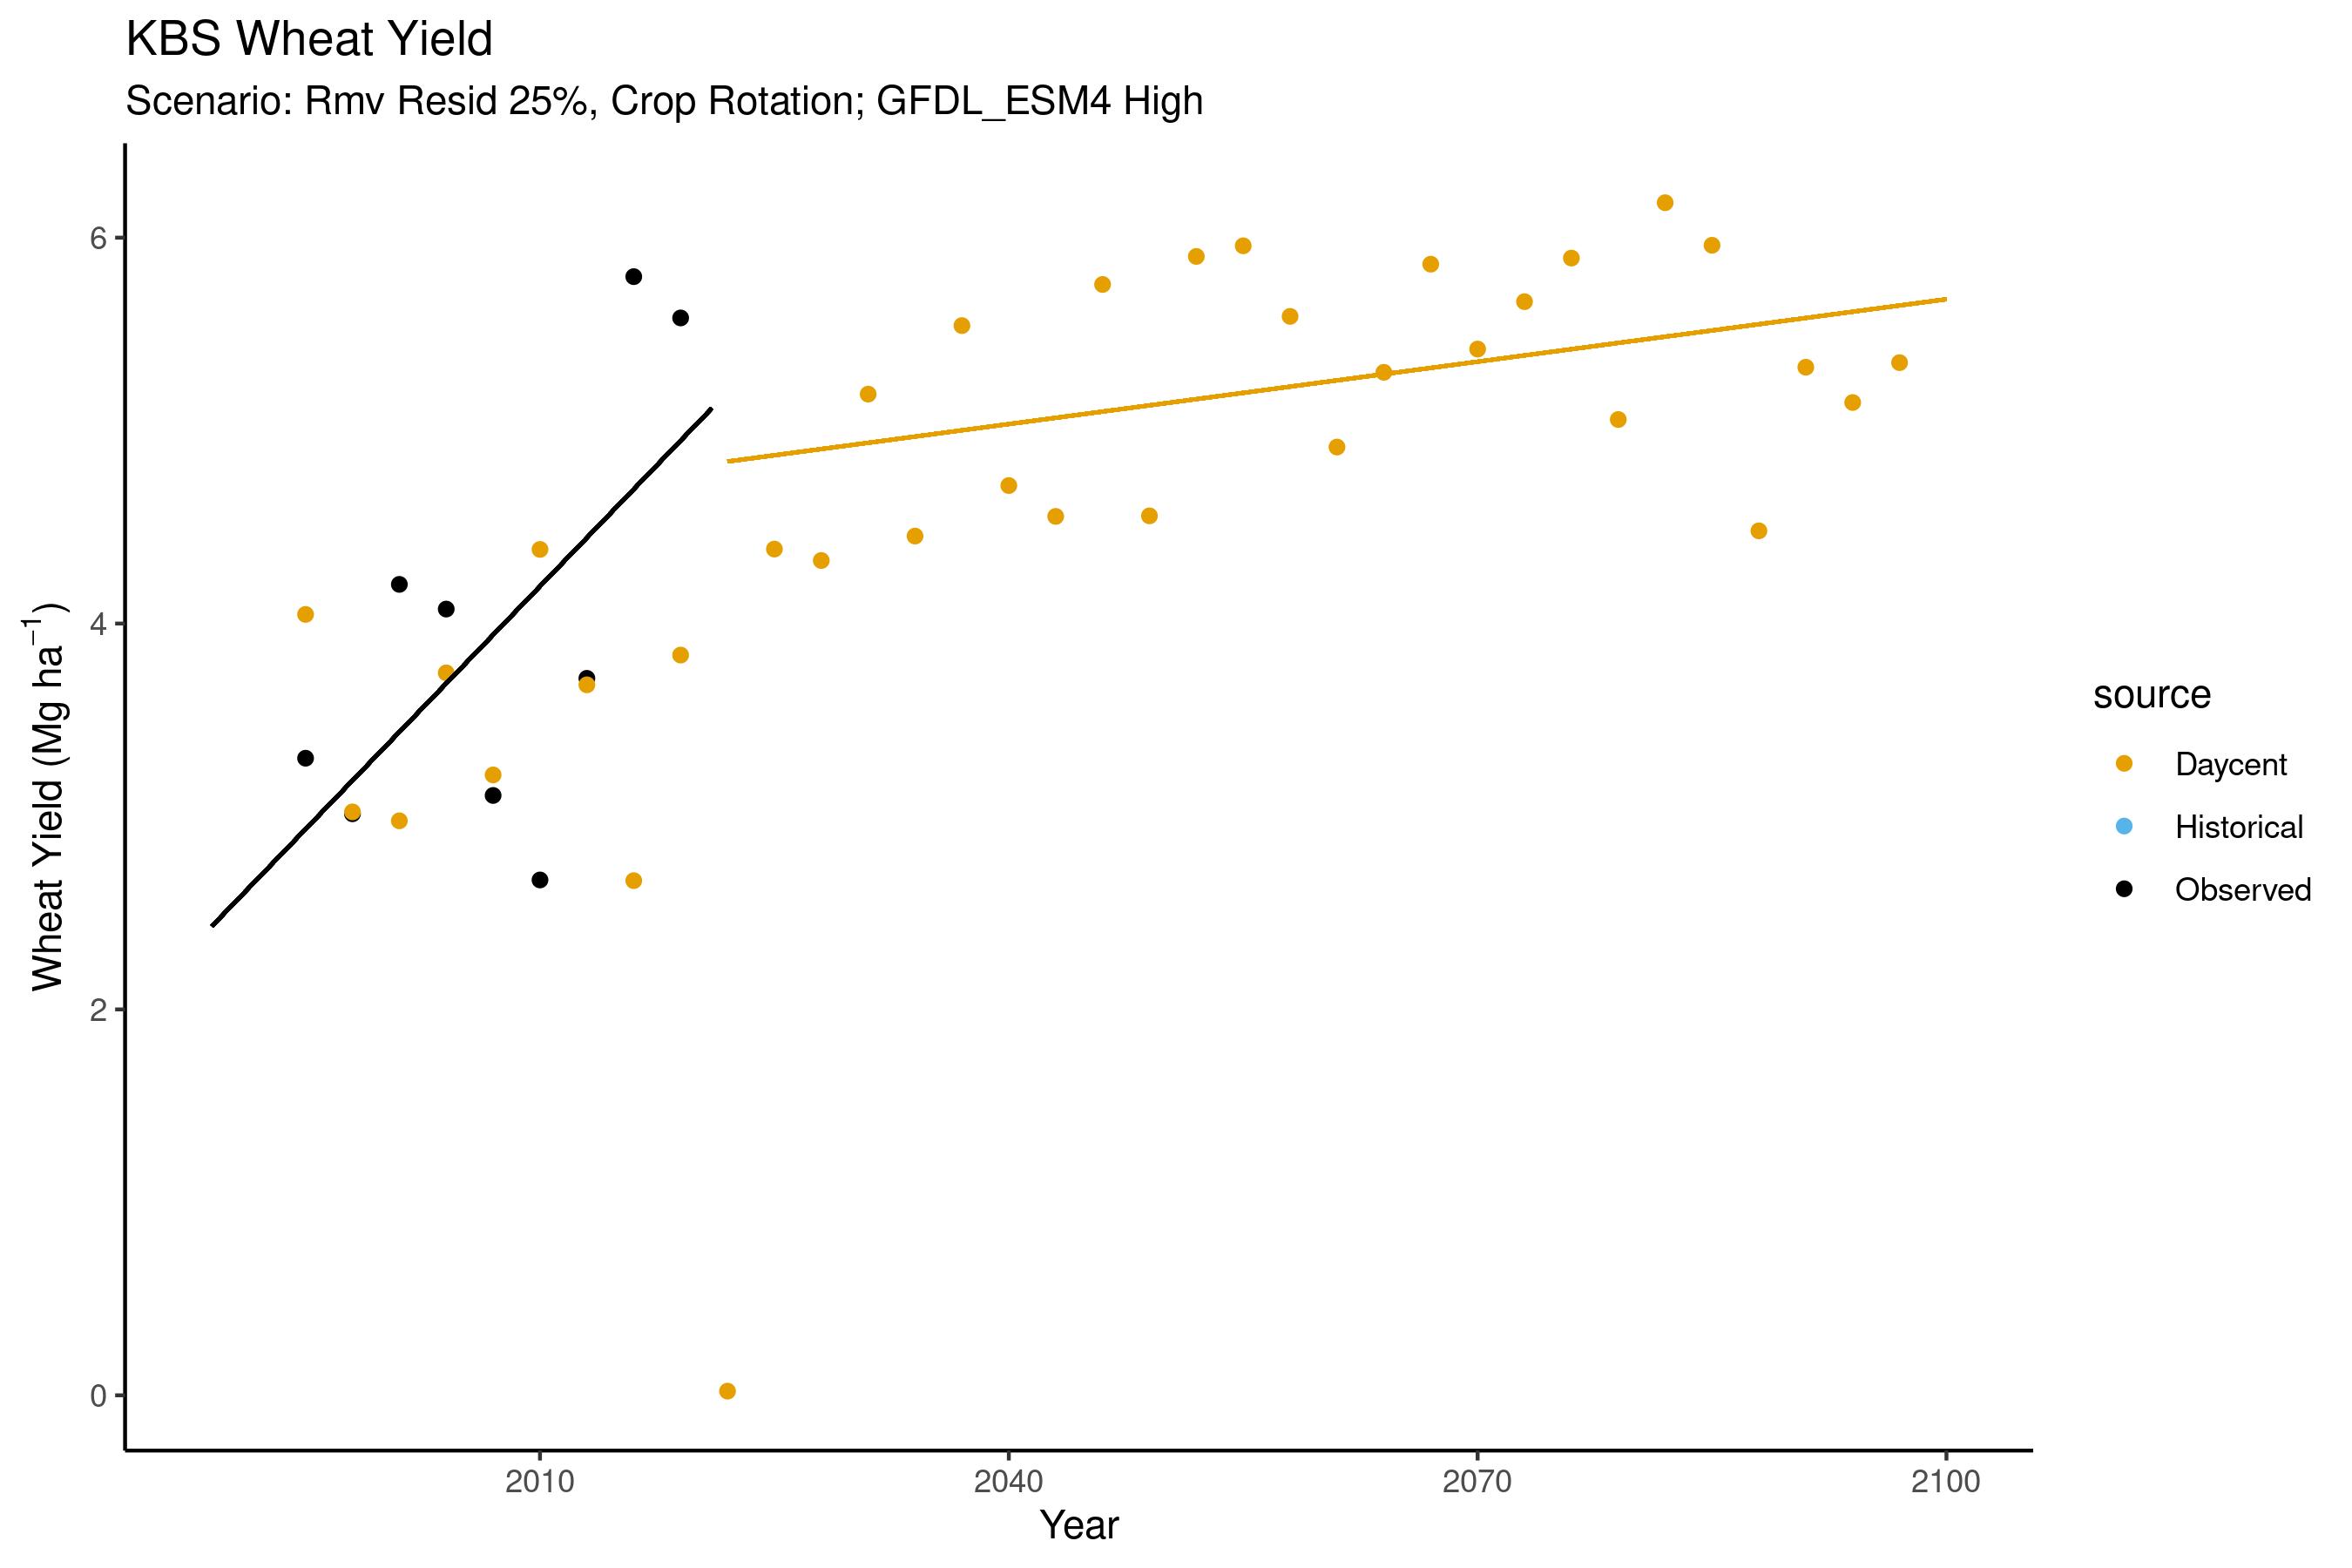 KBS Wheat Yield
Scenario: Rmv Resid 25%, Crop Rotation; GFDL_ESM4 High
Wheat Yield (Mg ha⁻¹)
6
4
2
0
2010 2040 2070 2100
Year
source
Daycent
Historical
Observed